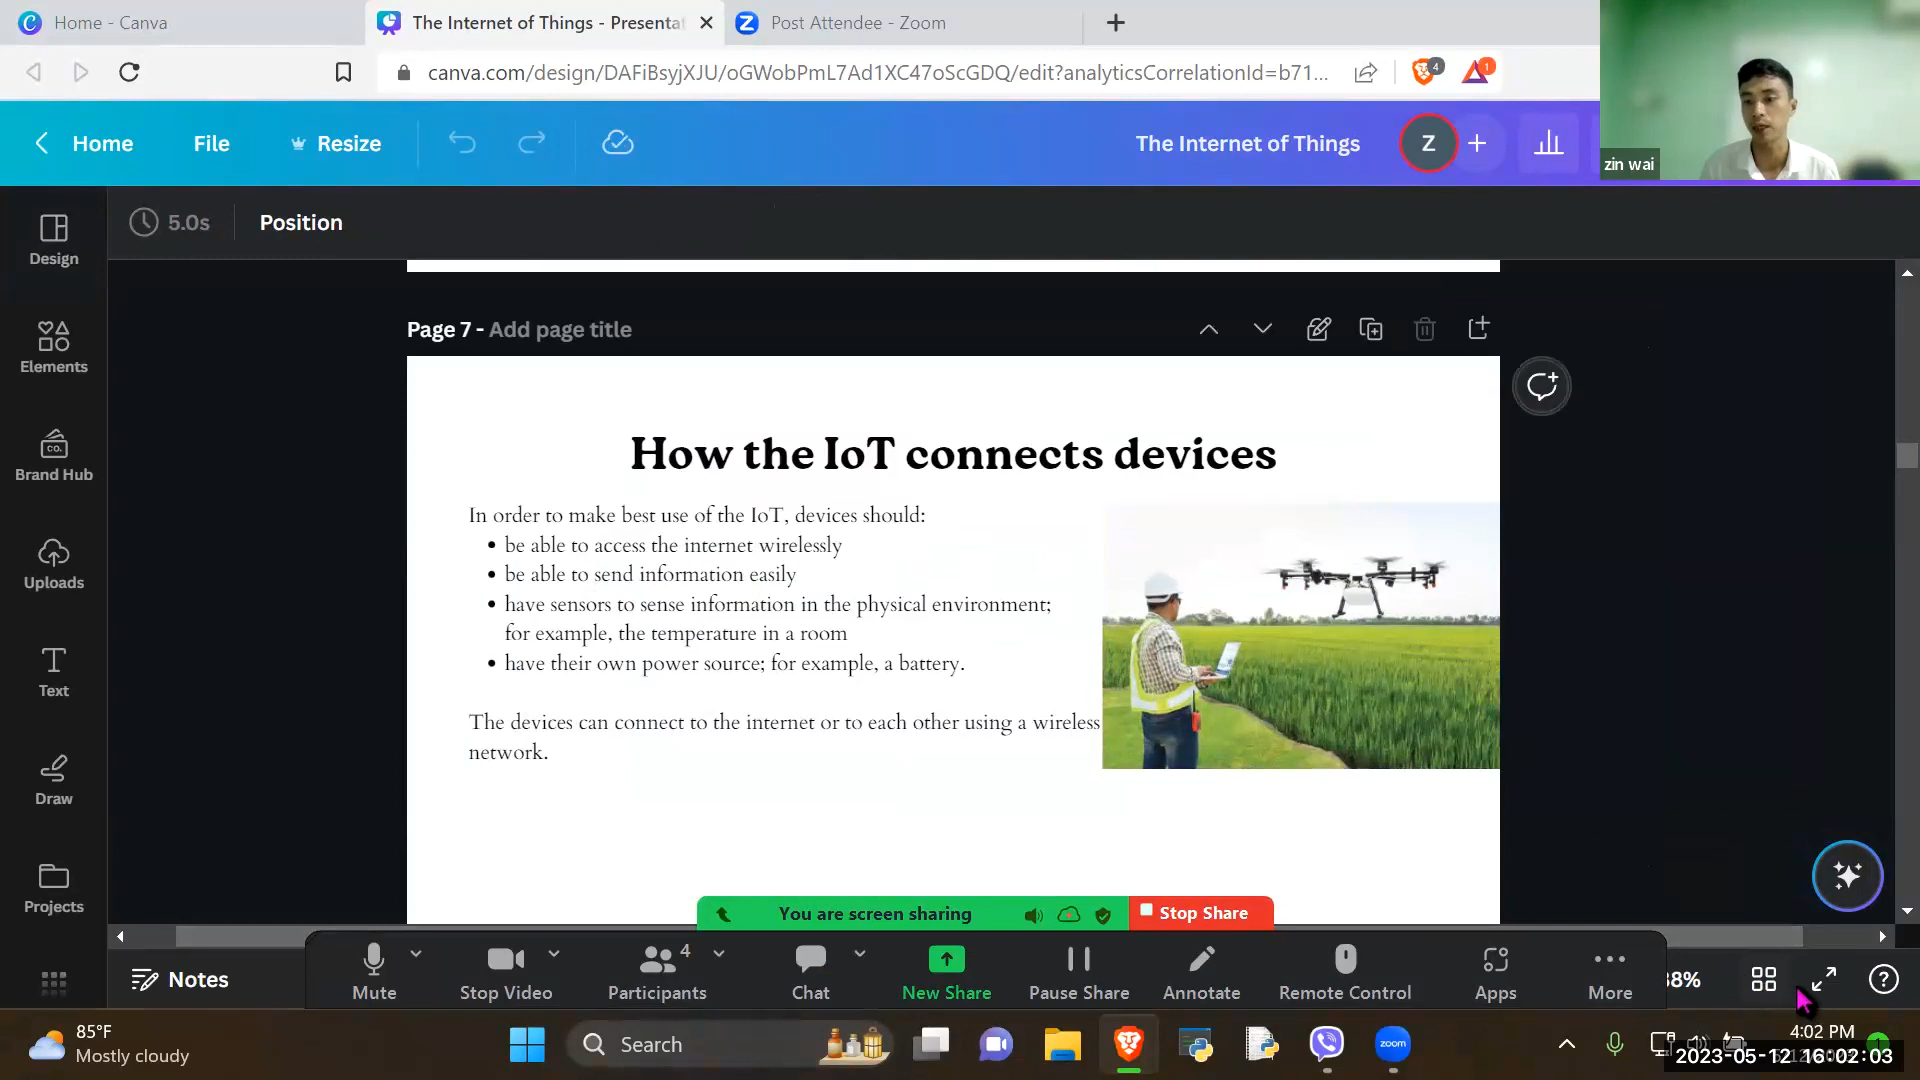 Home - Canva
The Internet of Things - Presenta
Post Attendee - Zoom
canva.com/design/DAFiBsyjXJU/oGWobPmL7Ad1XC47oScGDQ/edit?analyticsCorrelationId=b71...
4
1
Home
File
Resize
The Internet of Things
Z
zin wai
5.0s
Position
Design
Elements
CO.
Brand Hub
Uploads
Text
Draw
Projects
Page 7 - Add page title
How the IoT connects devices
In order to make best use of the IoT, devices should:
• be able to access the internet wirelessly
• be able to send information easily
• have sensors to sense information in the physical environment;
for example, the temperature in a room
• have their own power source; for example, a battery.
The devices can connect to the internet or to each other using a wireless
network.
You are screen sharing
Stop Share
Notes
Mute
Stop Video
4
Participants
Chat
New Share
Pause Share
Annotate
Remote Control
Apps
More
38%
85°F
Mostly cloudy
Search
zoom
4:02 PM
2023-05-12 16:02:03